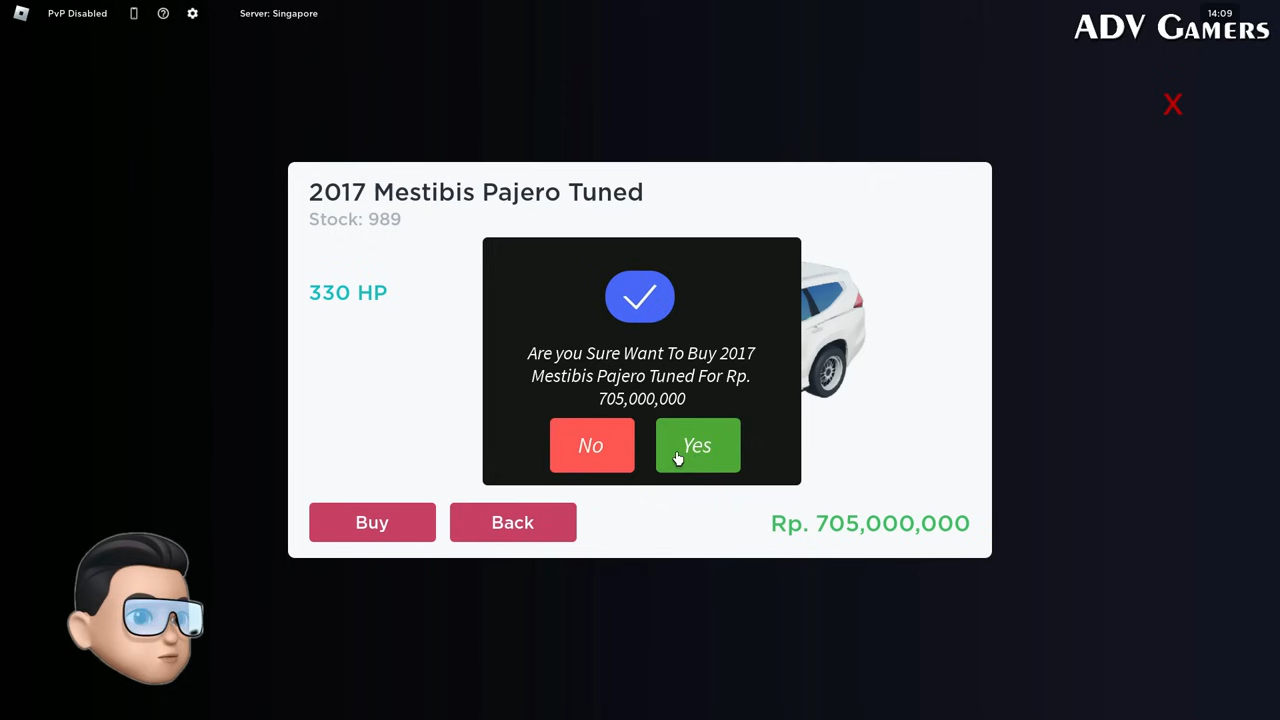 PvP Disabled
Server: Singapore
14:09
ADV GAMERS
X
2017 Mestibis Pajero Tuned
Stock: 989
330 HP
Are you Sure Want To Buy 2017
Mestibis Pajero Tuned For Rp.
705,000,000
No
Yes
Buy
Back
Rp. 705,000,000